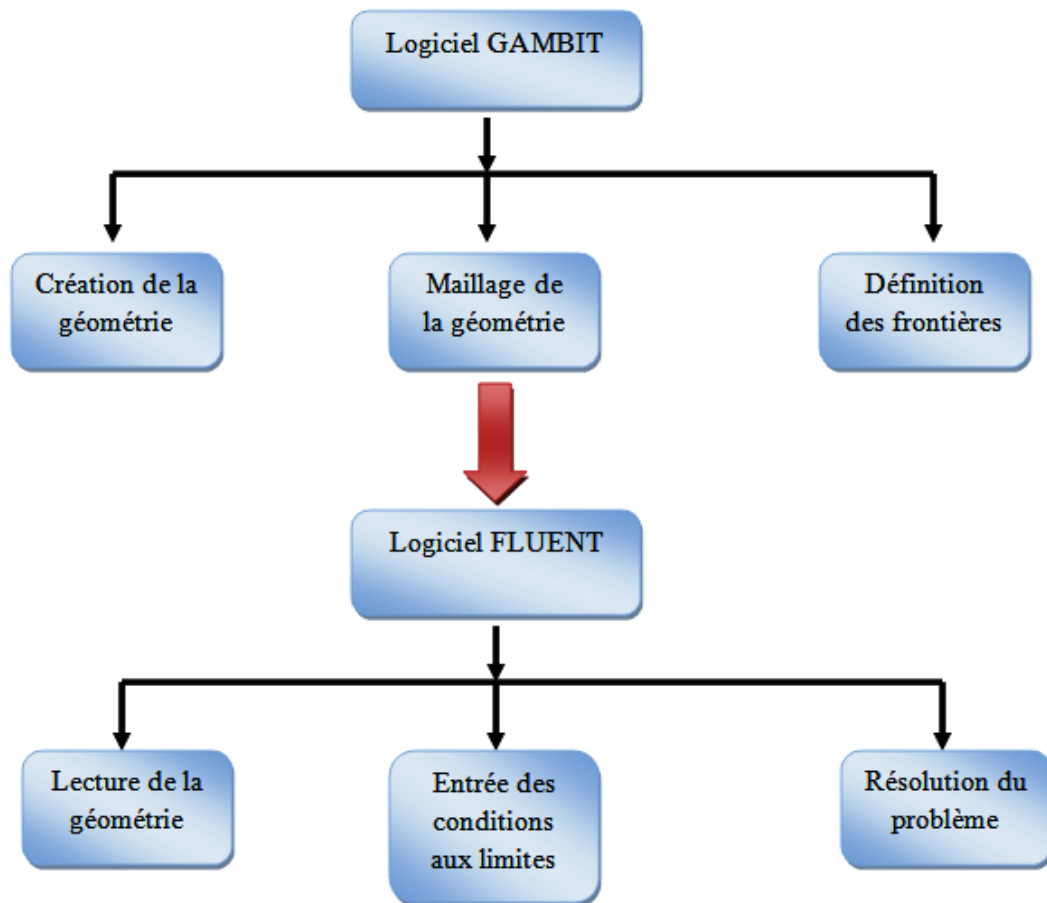 Logiciel GAMBIT
Création de la
géométrie
Maillage de
la géométrie
Définition
des frontières
Logiciel FLUENT
Lecture de la
géométrie
Entrée des
conditions
aux limites
Résolution du
problème